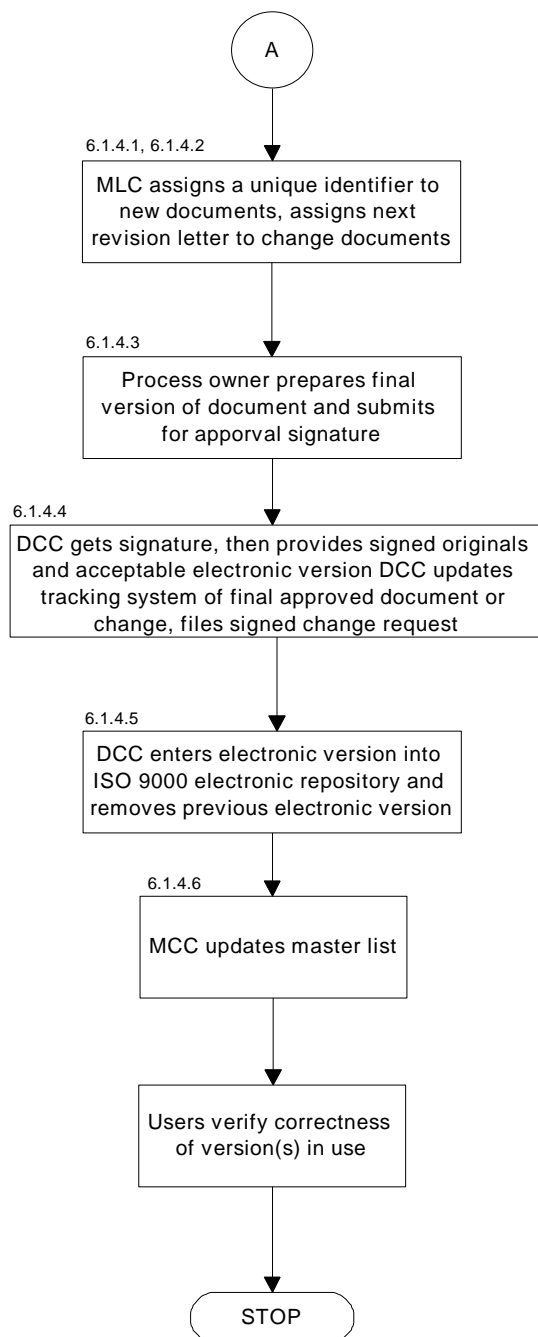 A
6.1.4.1, 6.1.4.2
MLC assigns a unique identifier to
new documents, assigns next
revision letter to change documents
6.1.4.3
Process owner prepares final
version of document and submits
for apporval signature
6.1.4.4
DCC gets signature, then provides signed originals
and acceptable electronic version DCC updates
tracking system of final approved document or
change, files signed change request
6.1.4.5
DCC enters electronic version into
ISO 9000 electronic repository and
removes previous electronic version
6.1.4.6
MCC updates master list
Users verify correctness
of version(s) in use
STOP